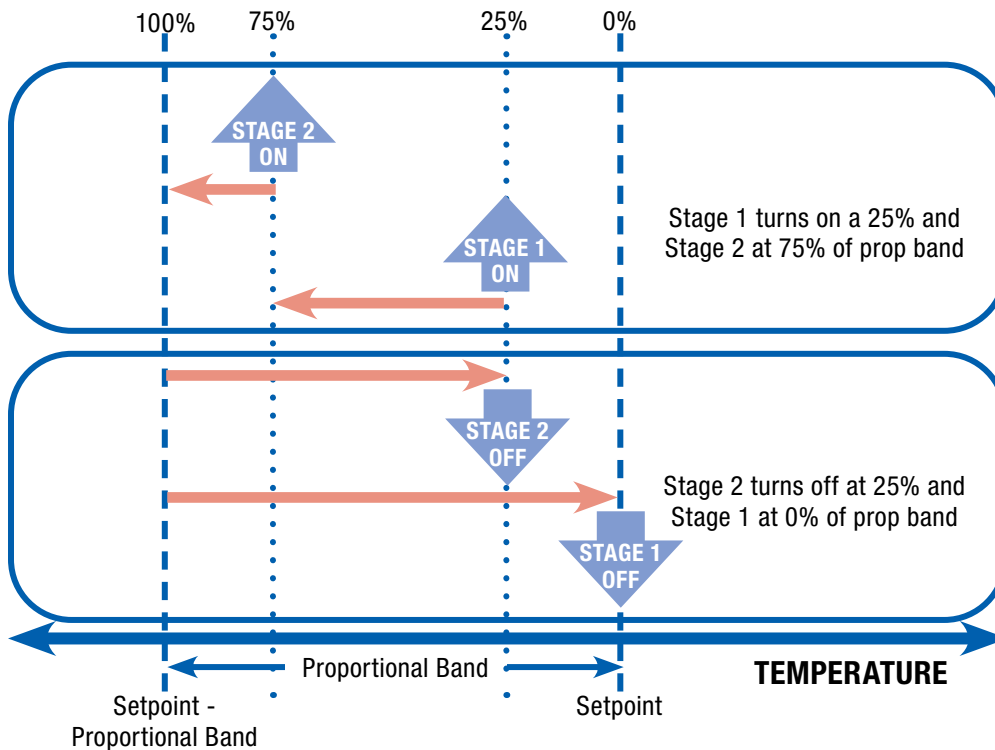 100% 75% 25% 0%
STAGE 2
ON
STAGE 1
ON
Stage 1 turns on a 25% and
Stage 2 at 75% of prop band
STAGE 2
OFF
Stage 2 turns off at 25% and
Stage 1 at 0% of prop band
STAGE 1
OFF
Proportional Band
TEMPERATURE
Setpoint -
Proportional Band
Setpoint